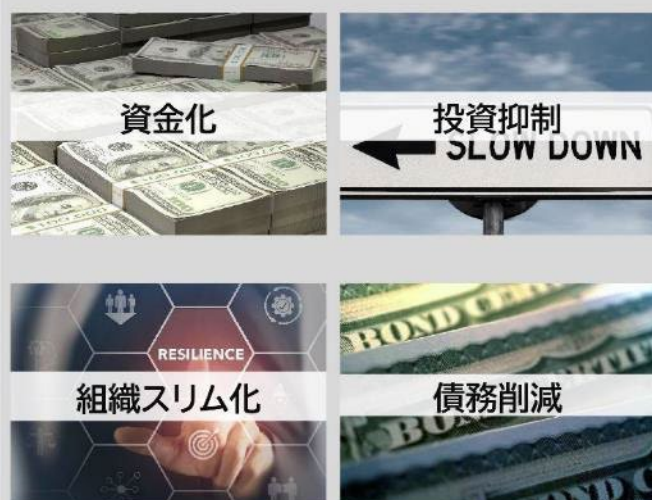 資金化
投資抑制
SLOW DOWN
RESILIENCE
組織スリム化
債務削減
BOND CERTIF